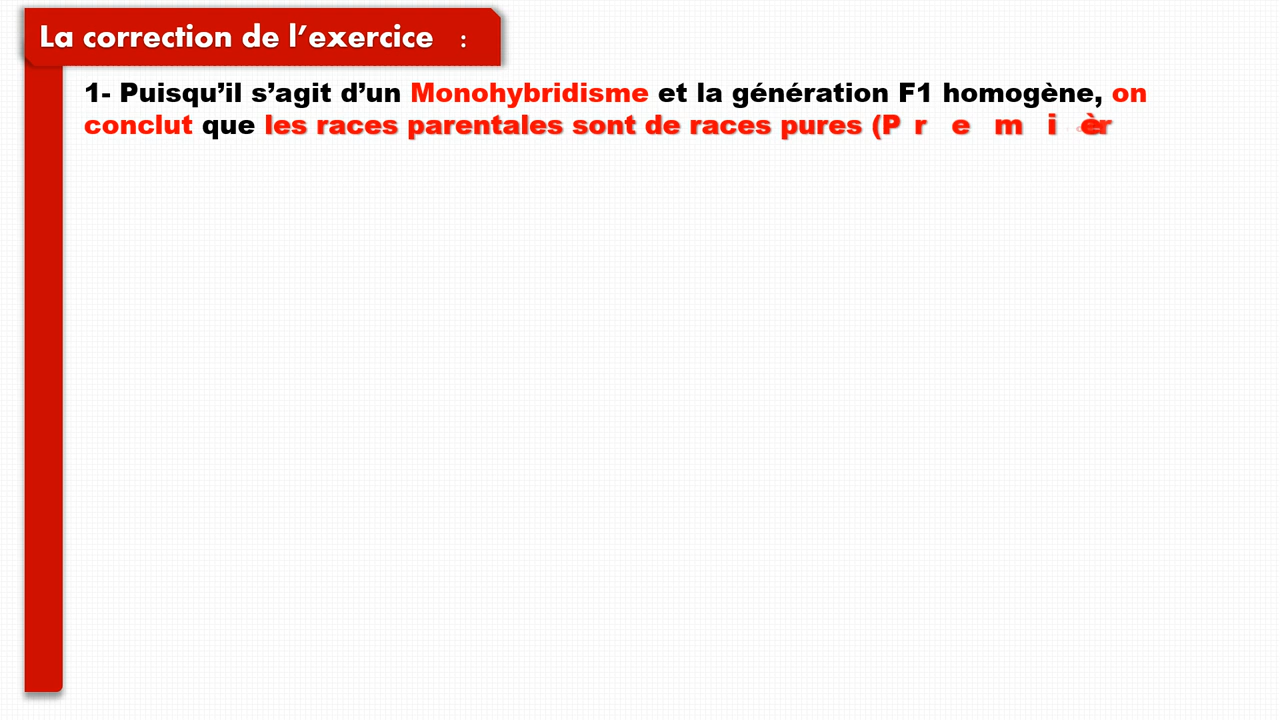 La correction de l’exercice :
1- Puisqu’il s’agit d’un Monohybridisme et la génération F1 homogène, on
conclut que les races parentales sont de races pures (P r e m i èr